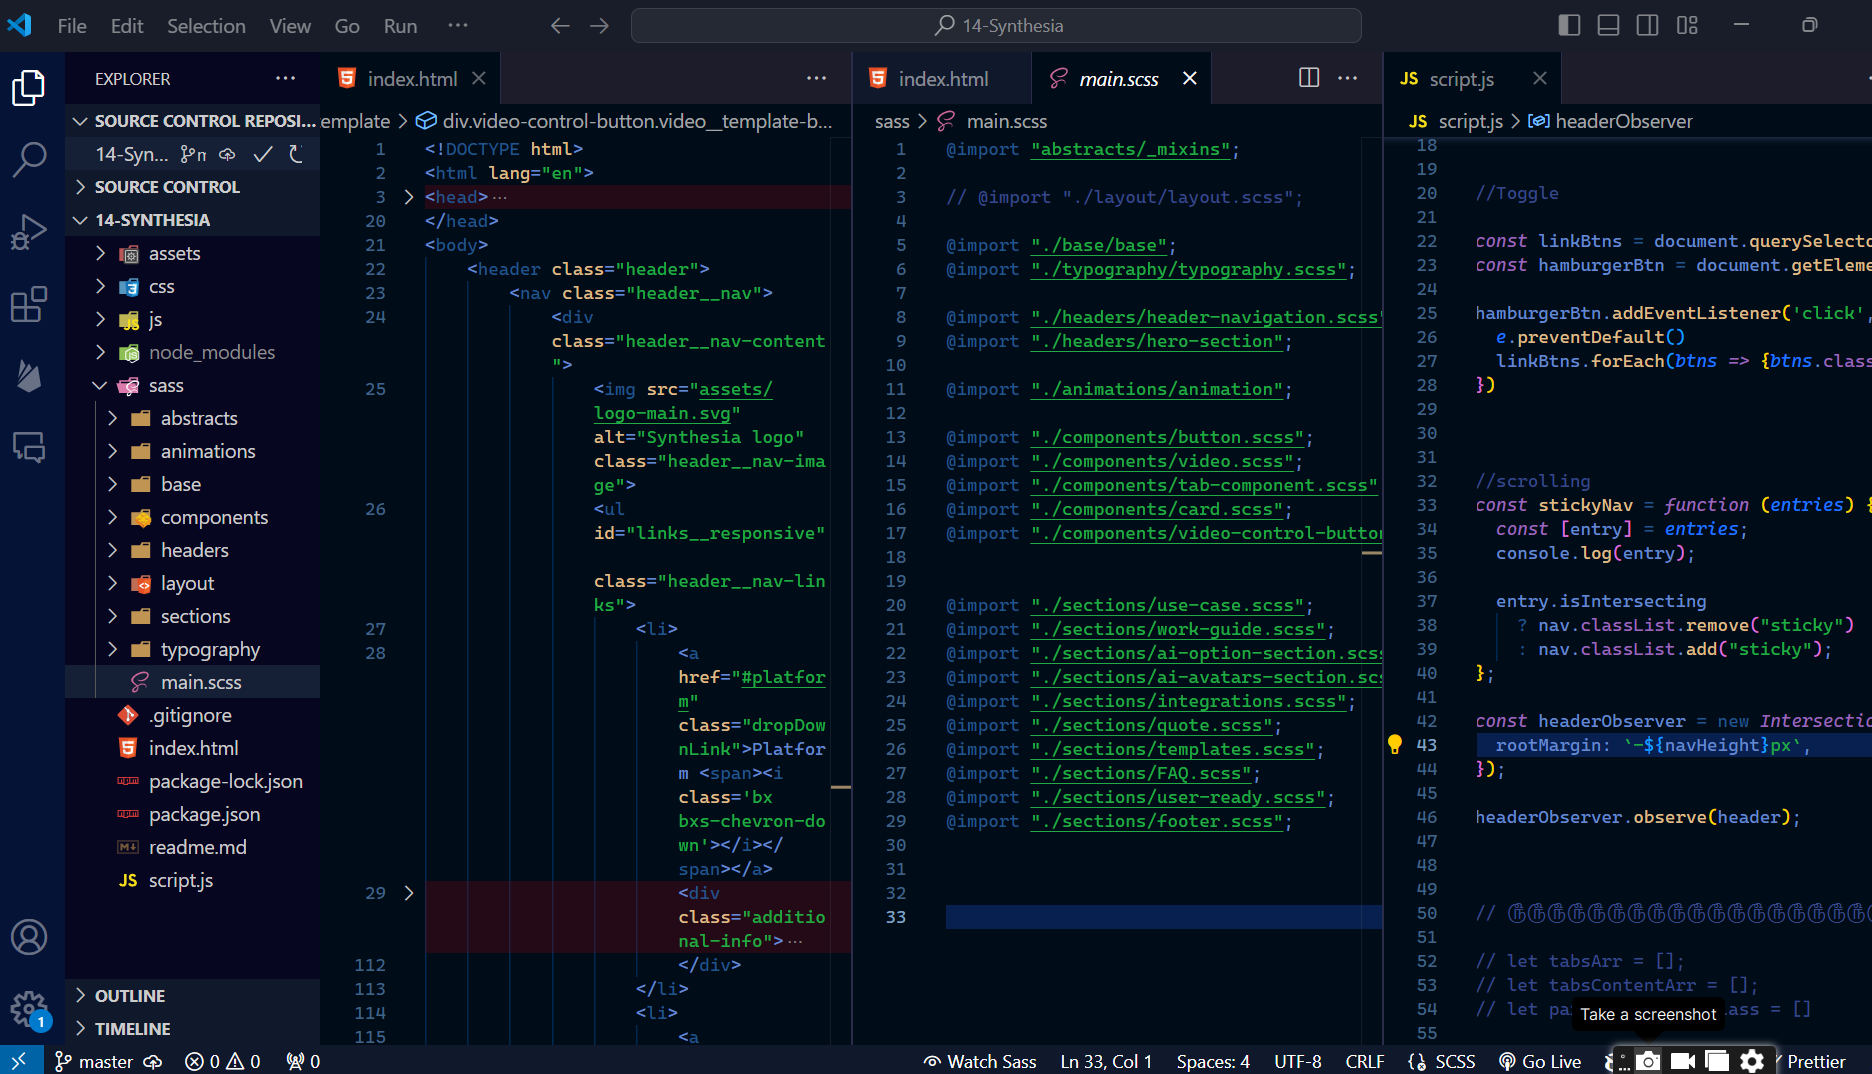 File Edit Selection View Go Run ···
14-Synthesia
EXPLORER ···
SOURCE CONTROL REPOSI...
14-Syn...
SOURCE CONTROL
14-SYNTHESIA
assets
css
js
node_modules
sass
abstracts
animations
base
components
headers
layout
sections
typography
main.scss
.gitignore
index.html
package-lock.json
package.json
readme.md
JS script.js
OUTLINE
TIMELINE
index.html
emplate > div.video-control-button.video__template-b...
1 <!DOCTYPE html>
2 <html lang="en">
3 <head>···
20 </head>
21 <body>
22 <header class="header">
23 <nav class="header__nav">
24 <div
class="header__nav-content
">
25 <img src="assets/
logo-main.svg"
alt="Synthesia logo"
class="header__nav-ima
ge">
26 <ul
id="links__responsive"
class="header__nav-lin
ks">
27 <li>
28 <a
href="#platfor
m"
class="dropDow
nLink">Platfor
m <span><i
class='bx
bxs-chevron-do
wn'></i></
span></a>
29 <div
class="additio
nal-info">···
112 </div>
113 </li>
114 <li>
115 <a
index.html
main.scss
sass > main.scss
1 @import "abstracts/_mixins";
2
3 // @import "./layout/layout.scss";
4
5 @import "./base/base";
6 @import "./typography/typography.scss";
7
8 @import "./headers/header-navigation.scss"
9 @import "./headers/hero-section";
10
11 @import "./animations/animation";
12
13 @import "./components/button.scss";
14 @import "./components/video.scss";
15 @import "./components/tab-component.scss"
16 @import "./components/card.scss";
17 @import "./components/video-control-button
18
19
20 @import "./sections/use-case.scss";
21 @import "./sections/work-guide.scss";
22 @import "./sections/ai-option-section.scss
23 @import "./sections/ai-avatars-section.scs
24 @import "./sections/integrations.scss";
25 @import "./sections/quote.scss";
26 @import "./sections/templates.scss";
27 @import "./sections/FAQ.scss";
28 @import "./sections/user-ready.scss";
29 @import "./sections/footer.scss";
30
31
32
33
JS script.js
JS script.js > headerObserver
18
19
20 //Toggle
21
22 const linkBtns = document.querySelecto
23 const hamburgerBtn = document.getEleme
24
25 hamburgerBtn.addEventListener('click',
26 e.preventDefault()
27 linkBtns.forEach(btns => {btns.class
28 })
29
30
31
32 //scrolling
33 const stickyNav = function (entries) {
34 const [entry] = entries;
35 console.log(entry);
36
37 entry.isIntersecting
38 ? nav.classList.remove("sticky")
39 : nav.classList.add("sticky");
40 };
41
42 const headerObserver = new Intersectio
43 rootMargin: `-${navHeight}px`,
44 });
45
46 headerObserver.observe(header);
47
48
49
50 //
51
52 // let tabsArr = [];
53 // let tabsContentArr = [];
54 // let pa ass = []
55
Take a screenshot
master 0 0 0
Watch Sass Ln 33, Col 1 Spaces: 4 UTF-8 CRLF SCSS Go Live Prettier
1